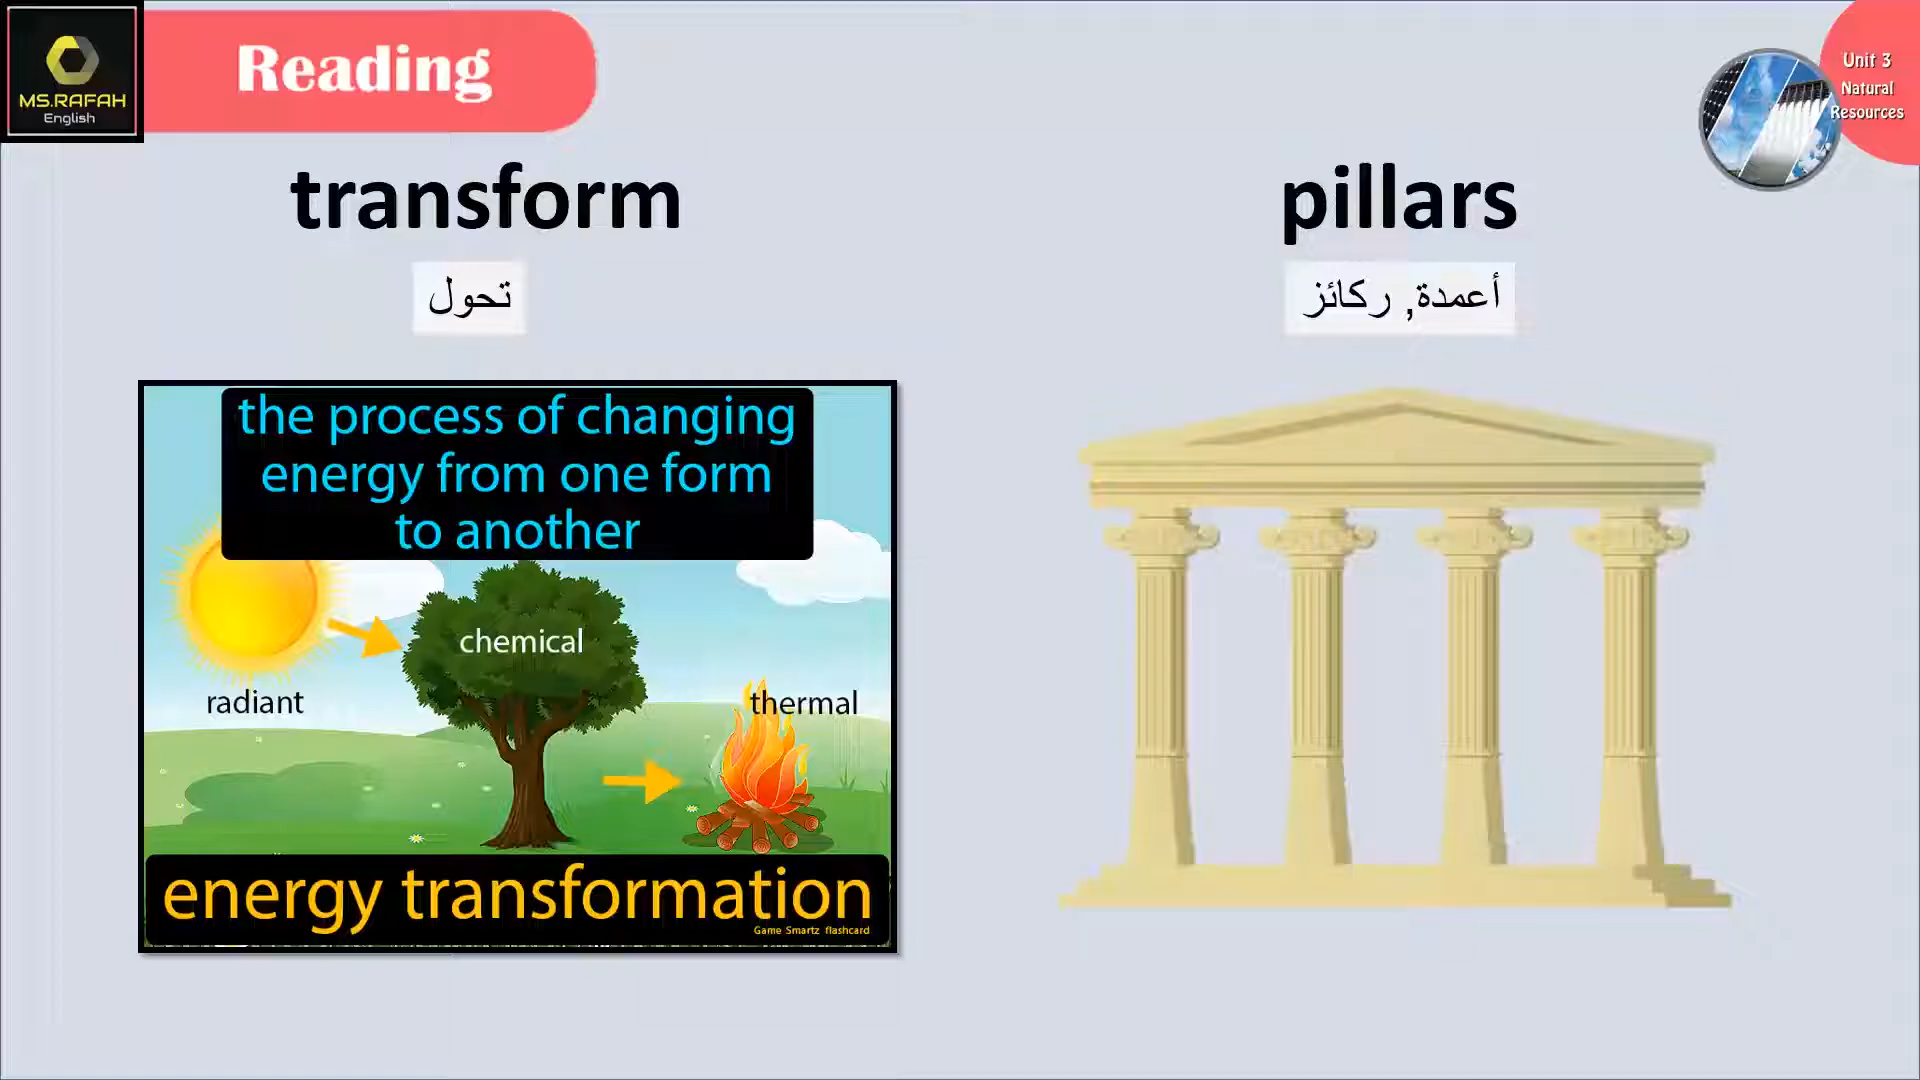 MS.RAFAH
English
Reading
Unit 3
Natural
Resources
transform
تحول
the process of changing
energy from one form
to another
chemical
radiant
thermal
energy transformation
Game Smartz flashcard
pillars
أعمدة, ركائز